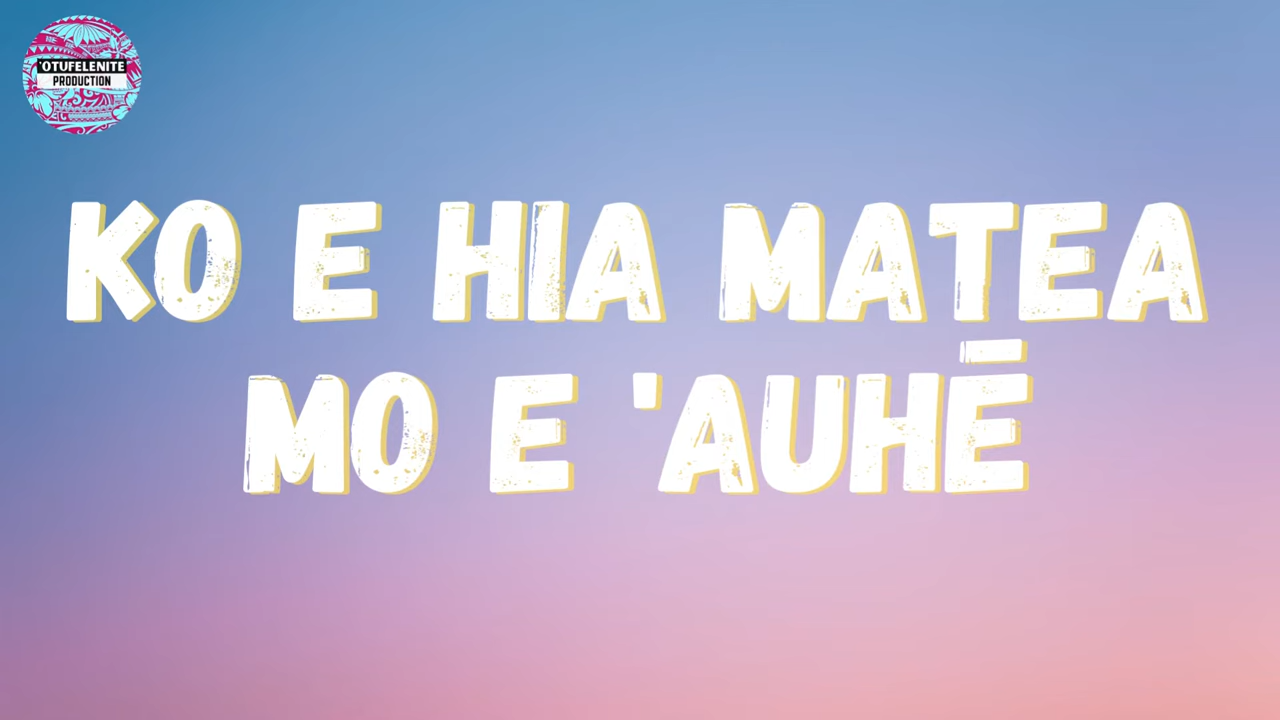 'OTUFELENITE
PRODUCTION
KO E HIA MATEA
MO E 'AUHĒ